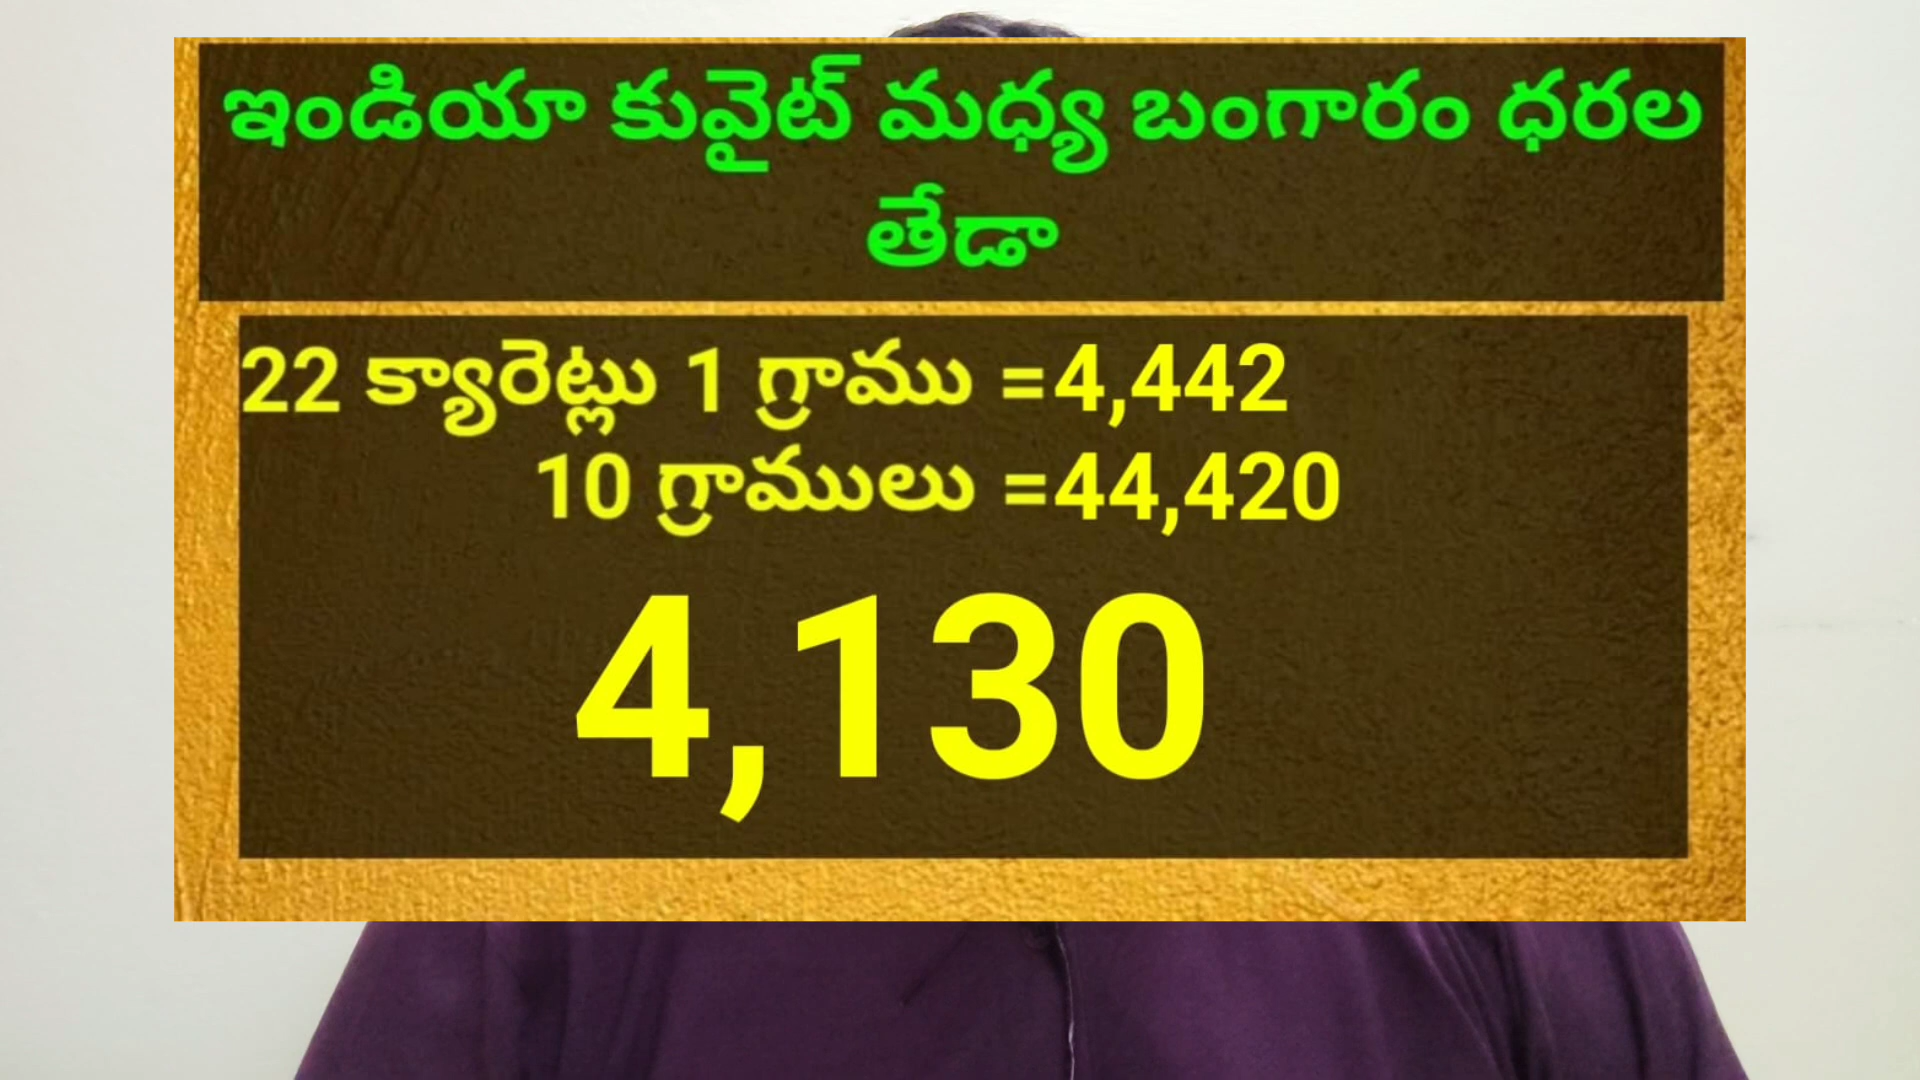 ఇండియా కువైట్ మధ్య బంగారం ధరల
తేడా
22 క్యారెట్లు 1 గ్రాము =4,442
10 గ్రాములు =44,420
4,130